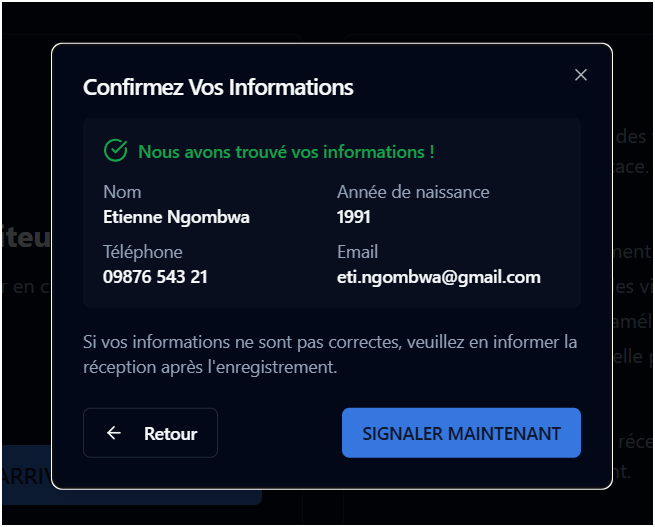 Confirmez Vos Informations
Nous avons trouvé vos informations !
Nom
Année de naissance
Etienne Ngombwa
1991
Téléphone
Email
09876 543 21
eti.ngombwa@gmail.com
Si vos informations ne sont pas correctes, veuillez en informer la
réception après l'enregistrement.
Retour
SIGNALER MAINTENANT